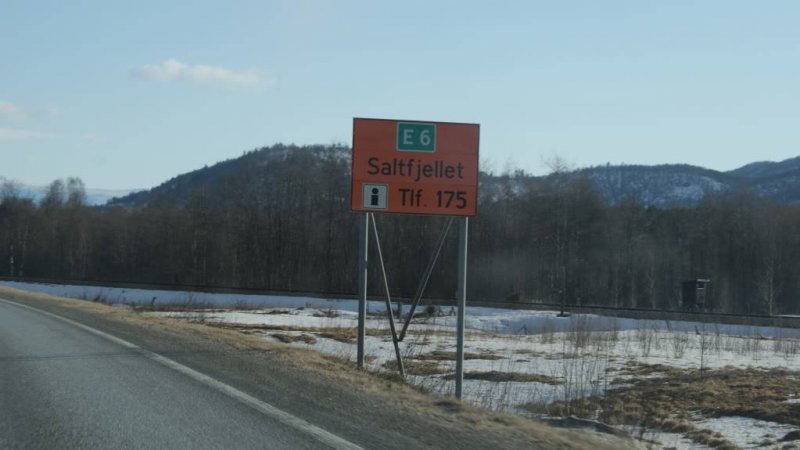 E 6
Saltfjellet
i Tlf. 175